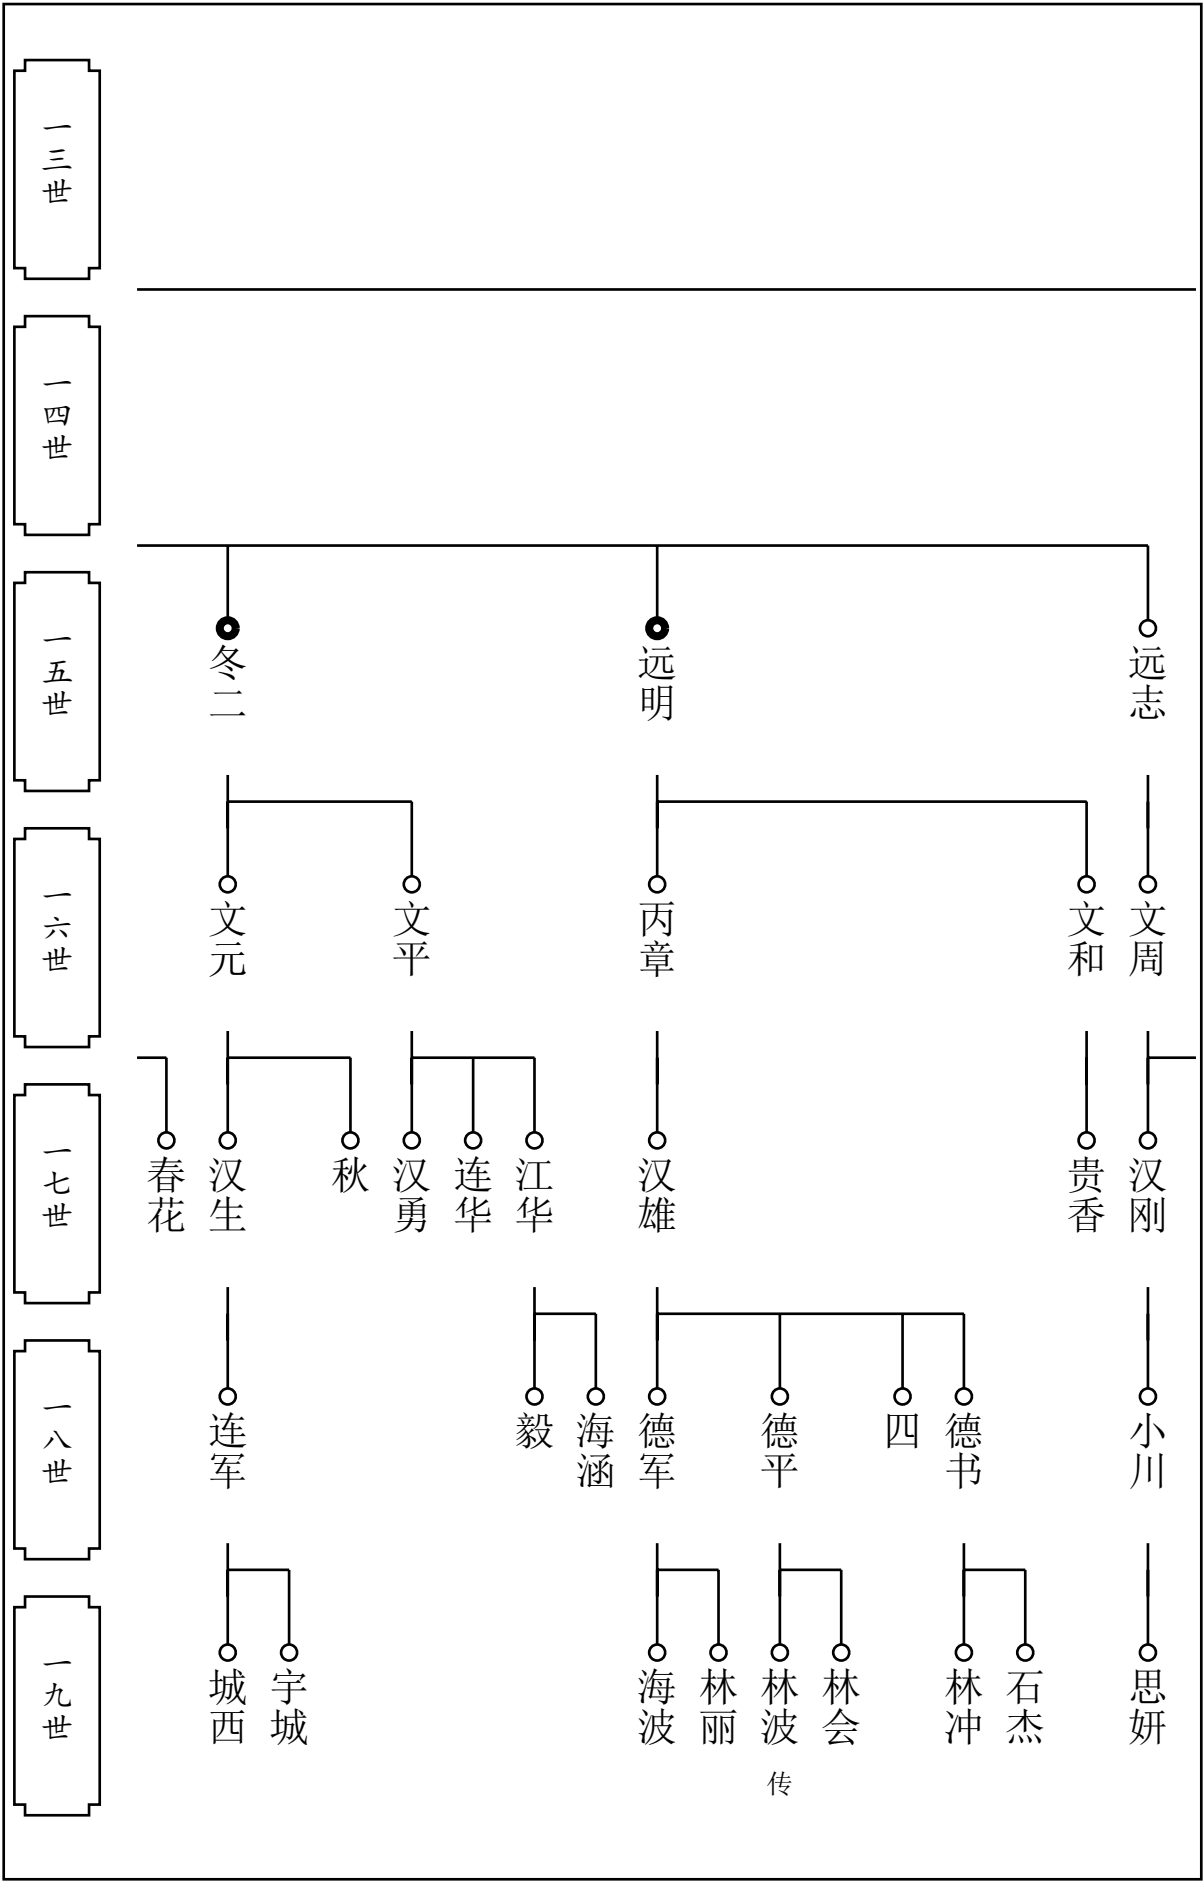 一三世
一四世
一五世
冬二
远明
远志
一六世
文元
文平
丙章
文和
文周
一七世
春花
汉生
秋
汉勇
连华
江华
汉雄
贵香
汉刚
一八世
连军
毅
海涵
德军
德平
四
德书
小川
一九世
城西
宇城
海波
林丽
林波
林会
林冲
石杰
思妍
传